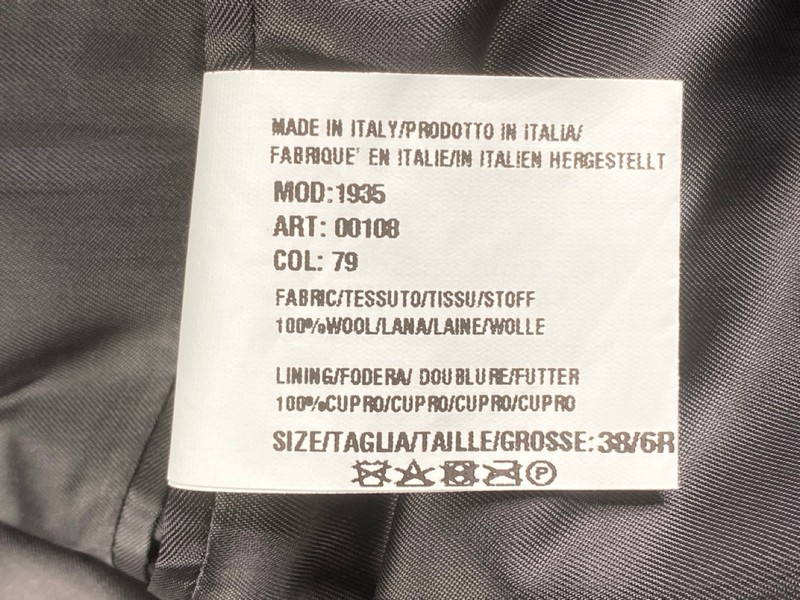 MADE IN ITALY/PRODOTTO IN ITALIA/
FABRIQUE' EN ITALIE/IN ITALIEN HERGESTELLT
MOD:1935
ART: 00108
COL: 79
FABRIC/TESSUTO/TISSU/STOFF
100%WOOL/LANA/LAINE/WOLLE
LINING/FODERA/ DOUBLURE/FUTTER
100%CUPRO/CUPRO/CUPRO/CUPRO
SIZE/TAGLIA/TAILLE/GROSSE:38/6R
P